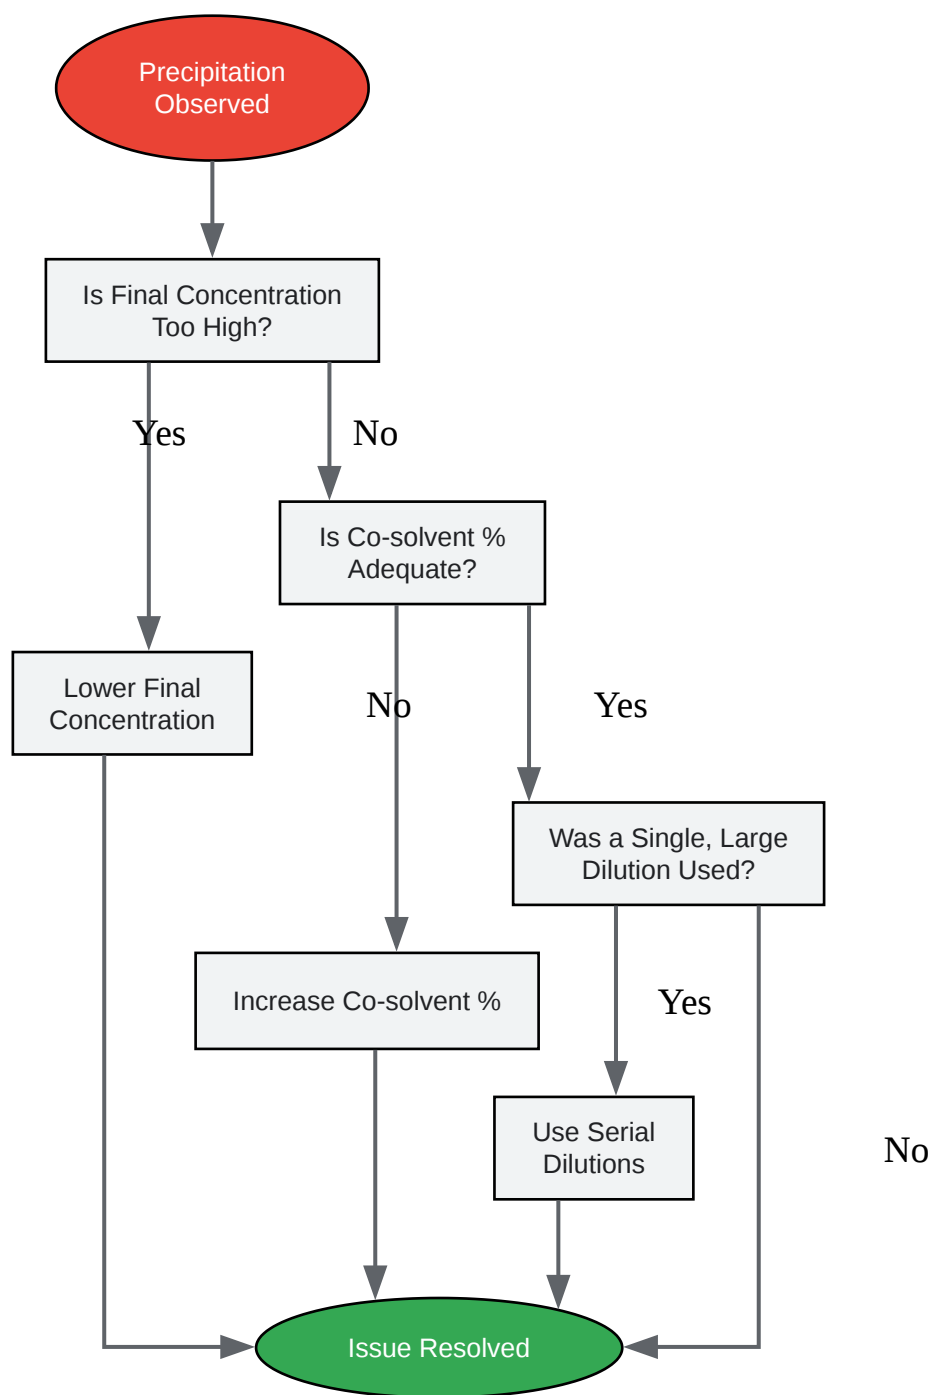 Precipitation
Observed
Is Final Concentration
Too High?
Yes
No
Is Co-solvent %
Adequate?
Lower Final
Concentration
No
Yes
Was a Single, Large
Dilution Used?
Increase Co-solvent %
Yes
Use Serial
Dilutions
No
Issue Resolved